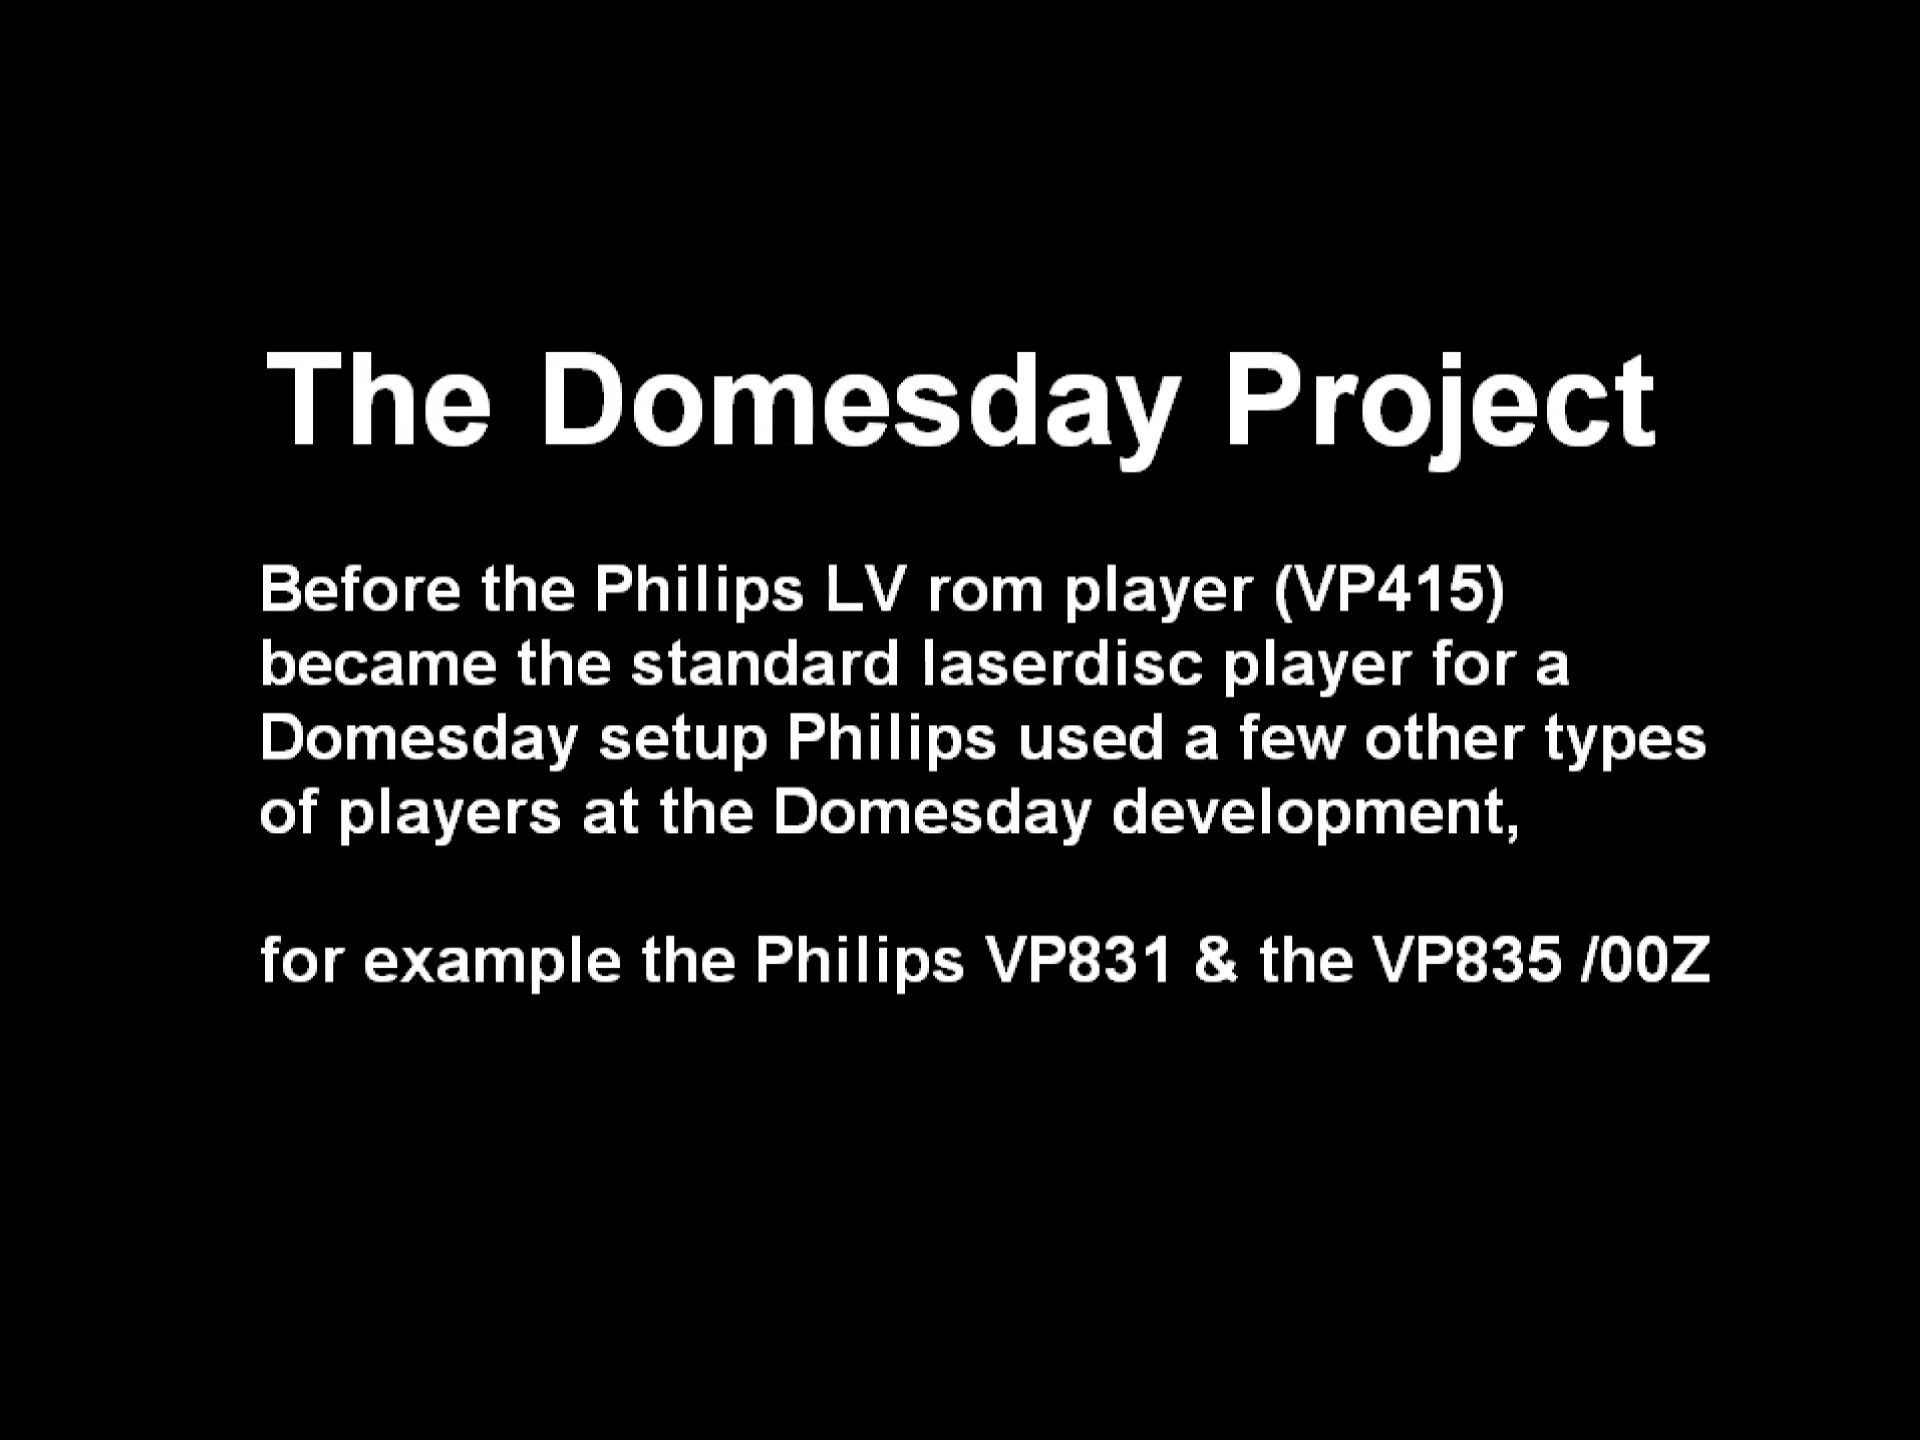 The Domesday Project
Before the Philips LV rom player (VP415)
became the standard laserdisc player for a
Domesday setup Philips used a few other types
of players at the Domesday development,
for example the Philips VP831 & the VP835 /00Z